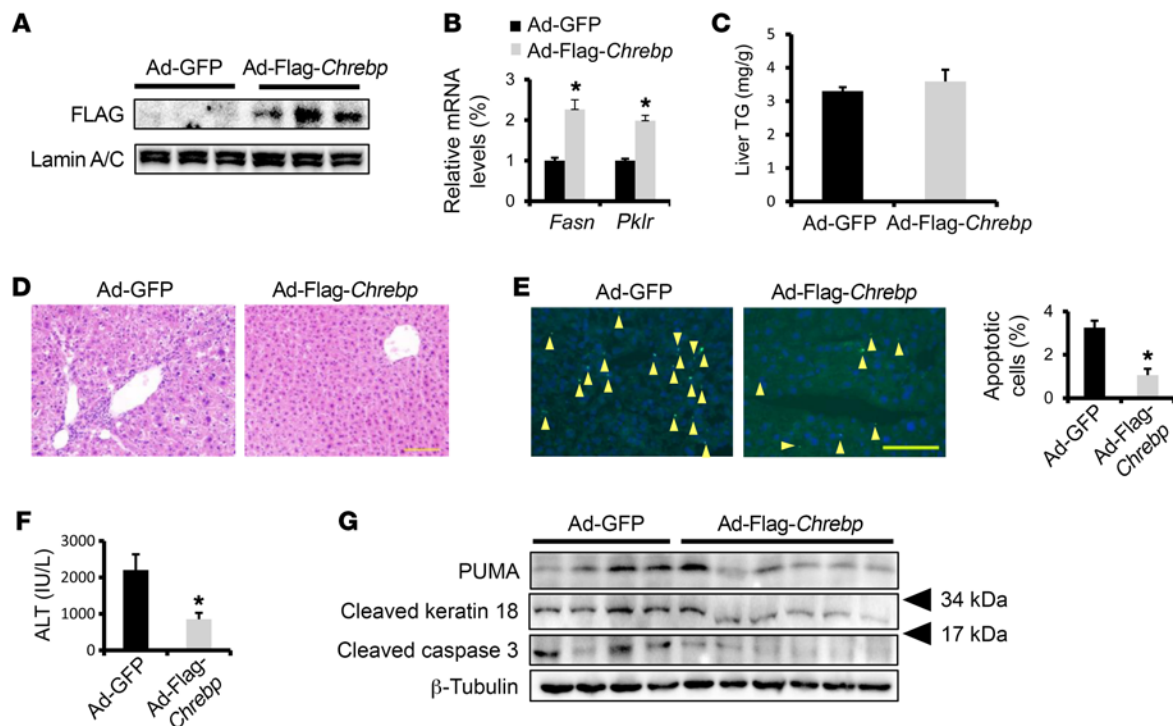 A
Ad-GFP
Ad-Flag-Chrebp
FLAG
Lamin A/C
B
Ad-GFP
Ad-Flag-Chrebp
Relative mRNA
levels (%)
3
2
1
0
*
*
Fasn
Pklr
C
Liver TG (mg/g)
5
4
3
2
1
0
Ad-GFP
Ad-Flag-Chrebp
D
Ad-GFP
Ad-Flag-Chrebp
E
Ad-GFP
Ad-Flag-Chrebp
Apoptotic
cells (%)
4
2
0
*
Ad-GFP
Ad-Flag-
Chrebp
F
ALT (IU/L)
3000
2000
1000
0
*
Ad-GFP
Ad-Flag-
Chrebp
G
Ad-GFP
Ad-Flag-Chrebp
PUMA
Cleaved keratin 18
34 kDa
17 kDa
Cleaved caspase 3
β-Tubulin